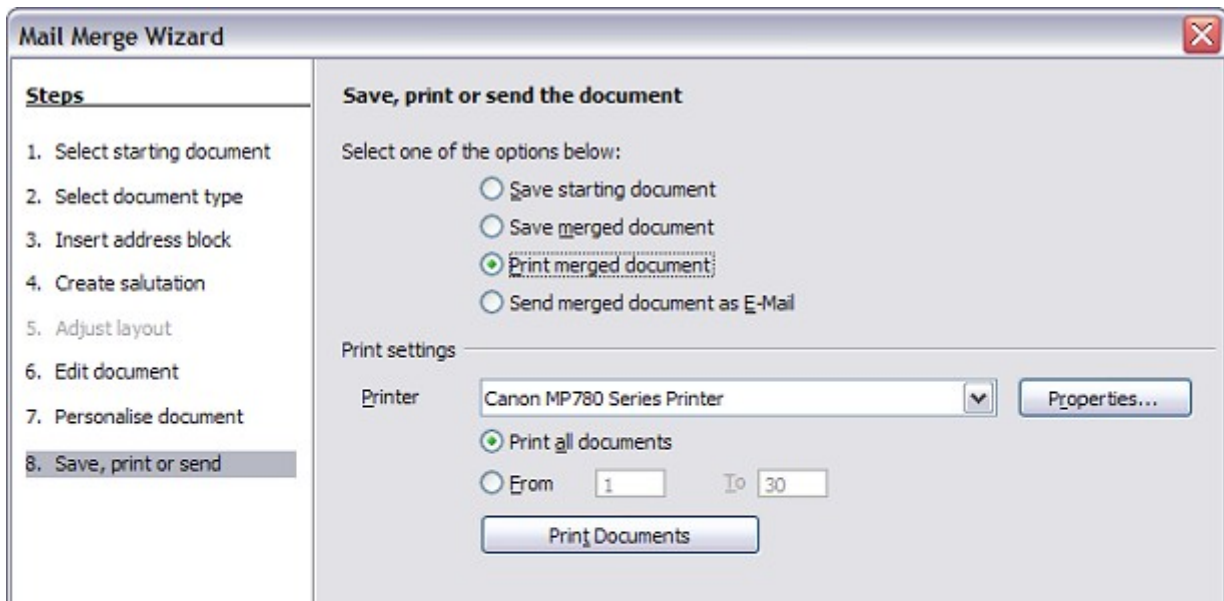 Mail Merge Wizard
Steps
1. Select starting document
2. Select document type
3. Insert address block
4. Create salutation
5. Adjust layout
6. Edit document
7. Personalise document
8. Save, print or send
Save, print or send the document
Select one of the options below:
Save starting document
Save merged document
Print merged document
Send merged document as E-Mail
Print settings
Printer Canon MP780 Series Printer Properties...
Print all documents
From 1 To 30
Print Documents